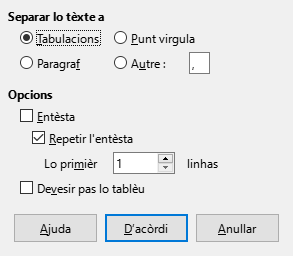 Separar lo tèxte a
Tabulacions Punt virgula
Paragraf Autre : ,
Opcions
Entèsta
Repetir l'entèsta
Lo primièr 1 linhas
Devesir pas lo tablèu
Ajuda D'acòrdi Anullar